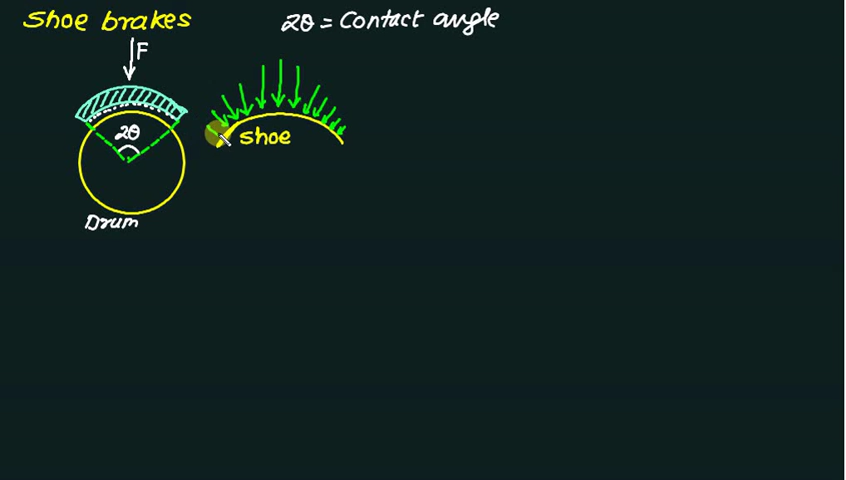 Shoe brakes
2θ = Contact angle
F
2θ
shoe
Drum